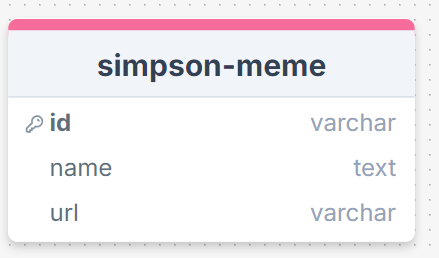 simpson-meme
id varchar
name text
url varchar